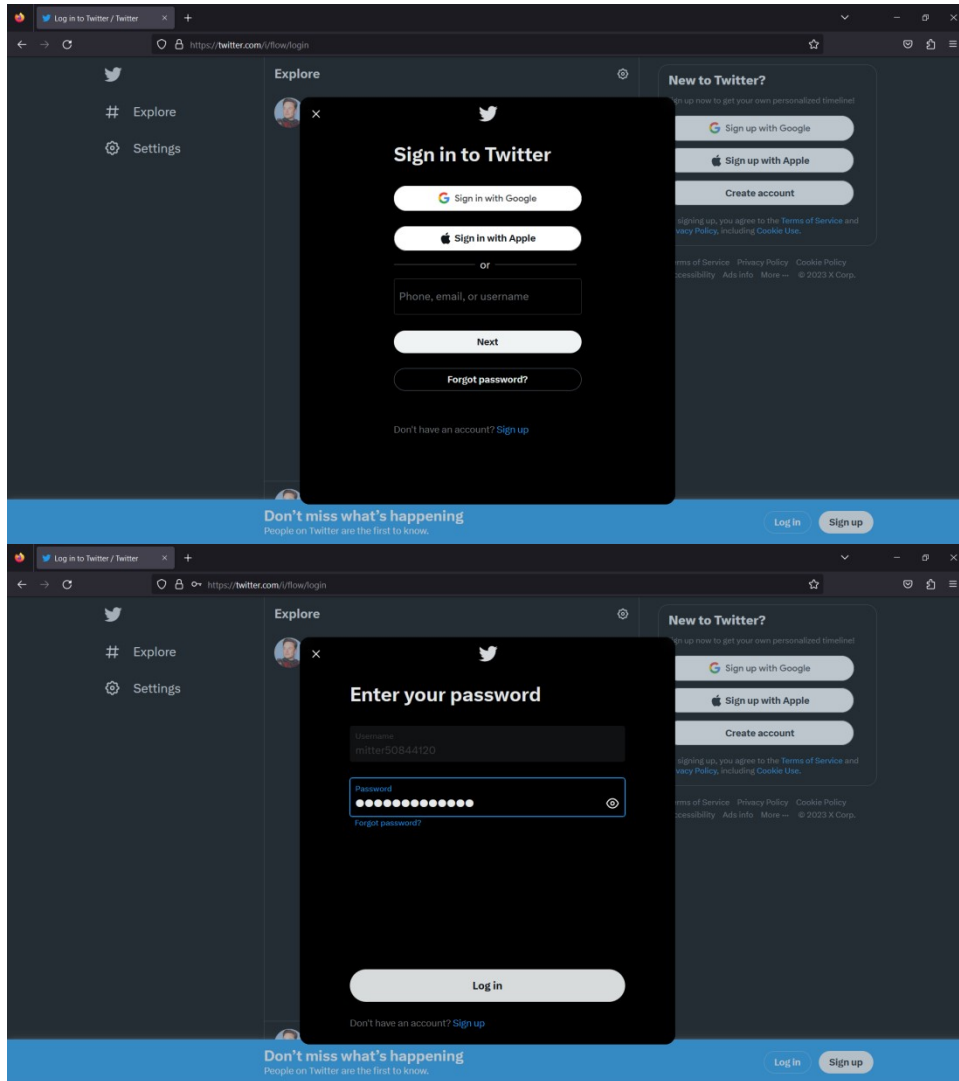 Log in to Twitter / Twitter
https://twitter.com/i/flow/login
Explore
Settings
Explore
Sign in to Twitter
Sign in with Google
Sign in with Apple
or
Phone, email, or username
Next
Forgot password?
Don't have an account? Sign up
New to Twitter?
ign up now to get your own personalized timeline!
Sign up with Google
Sign up with Apple
Create account
signing up, you agree to the Terms of Service and
ivacy Policy, including Cookie Use.
erms of Service Privacy Policy Cookie Policy
ccessibility Ads info More ··· © 2023 X Corp.
Don't miss what's happening
People on Twitter are the first to know.
Log in
Sign up
Log in to Twitter / Twitter
https://twitter.com/i/flow/login
Explore
Settings
Explore
Enter your password
Username
mitter50844120
Password
Forgot password?
Log in
Don't have an account? Sign up
New to Twitter?
ign up now to get your own personalized timeline!
Sign up with Google
Sign up with Apple
Create account
signing up, you agree to the Terms of Service and
ivacy Policy, including Cookie Use.
erms of Service Privacy Policy Cookie Policy
ccessibility Ads info More ··· © 2023 X Corp.
Don't miss what's happening
People on Twitter are the first to know.
Log in
Sign up